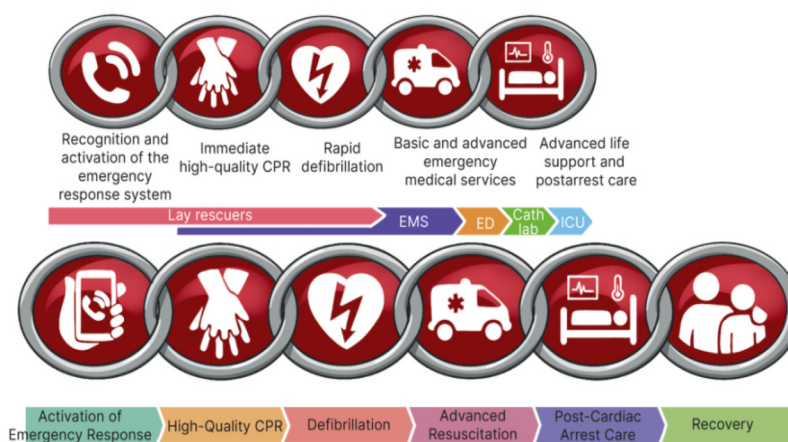 Recognition and
activation of the
emergency
response system
Immediate
high-quality CPR
Rapid
defibrillation
Basic and advanced
emergency
medical services
Advanced life
support and
postarrest care
Lay rescuers
EMS
ED
Cath
lab
ICU
Activation of
Emergency Response
High-Quality CPR
Defibrillation
Advanced
Resuscitation
Post-Cardiac
Arrest Care
Recovery